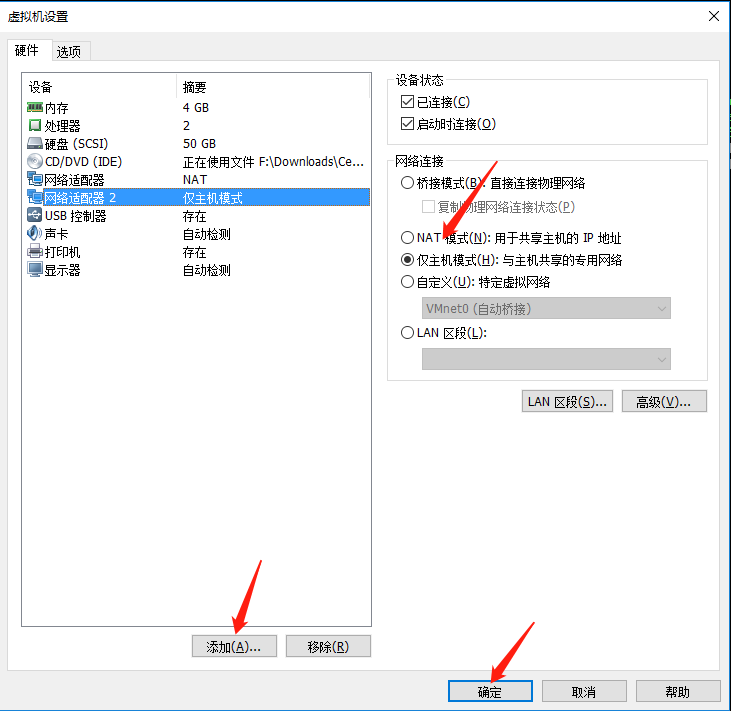 虚拟机设置
硬件 选项
设备 摘要
内存 4 GB
处理器 2
硬盘 (SCSI) 50 GB
CD/DVD (IDE) 正在使用文件 F:\Downloads\Ce...
网络适配器 NAT
网络适配器 2 仅主机模式
USB 控制器 存在
声卡 自动检测
打印机 存在
显示器 自动检测
添加(A)... 移除(R)
设备状态
已连接(C)
启动时连接(O)
网络连接
桥接模式(B): 直接连接物理网络
复制物理网络连接状态(P)
NAT 模式(N): 用于共享主机的 IP 地址
仅主机模式(H): 与主机共享的专用网络
自定义(U): 特定虚拟网络
VMnet0 (自动桥接)
LAN 区段(L):
LAN 区段(S)... 高级(V)...
确定 取消 帮助